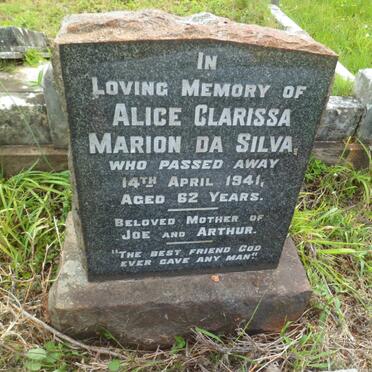 IN
LOVING MEMORY OF
ALICE CLARISSA
MARION DA SILVA,
WHO PASSED AWAY
14TH APRIL 1941,
AGED 62 YEARS.
BELOVED MOTHER OF
JOE AND ARTHUR.
"THE BEST FRIEND GOD
EVER GAVE ANY MAN"